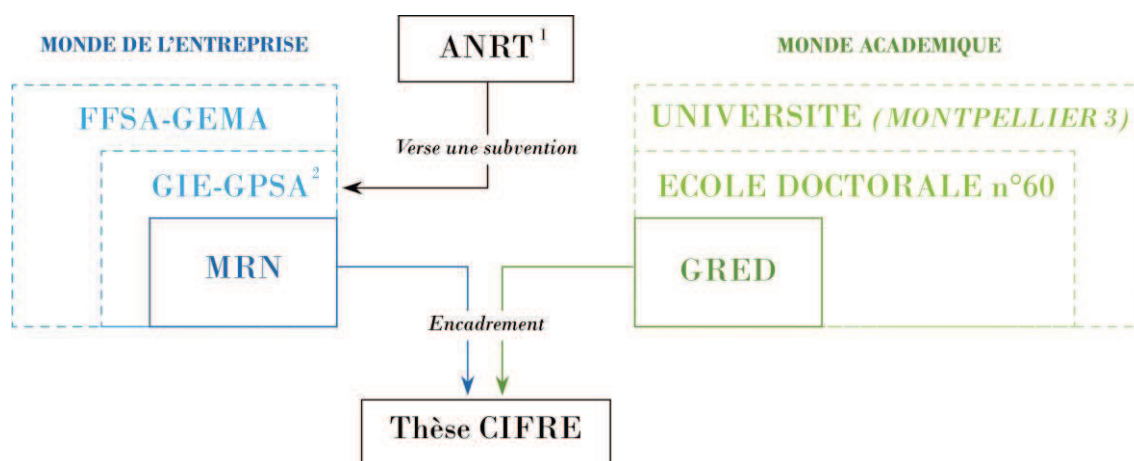 MONDE DE L'ENTREPRISE
ANRT 1
MONDE ACADEMIQUE
FFSA-GEMA
UNIVERSITE (MONTPELLIER 3)
Verse une subvention
GIE-GPSA 2
ECOLE DOCTORALE n°60
MRN
GRED
Encadrement
Thèse CIFRE